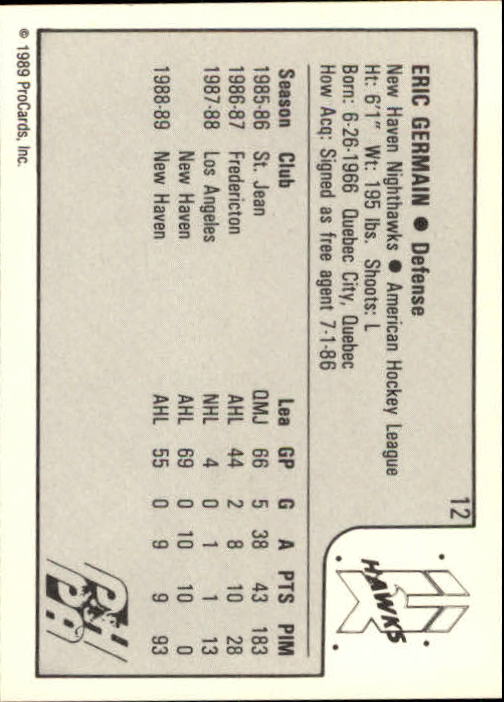 12
ERIC GERMAIN ● Defense
New Haven Nighthawks ● American Hockey League
Ht: 6'1" Wt: 195 lbs. Shoots: L
Born: 6-26-1966 Quebec City, Quebec
How Acq: Signed as free agent 7-1-86
HAWKS
Season Club Lea GP G A PTS PIM
1985-86 St. Jean QMJ 66 5 38 43 183
1986-87 Fredericton AHL 44 2 8 10 28
1987-88 Los Angeles NHL 4 0 1 1 13
New Haven AHL 69 0 10 10 0
1988-89 New Haven AHL 55 0 9 9 93
© 1989 ProCards, Inc.